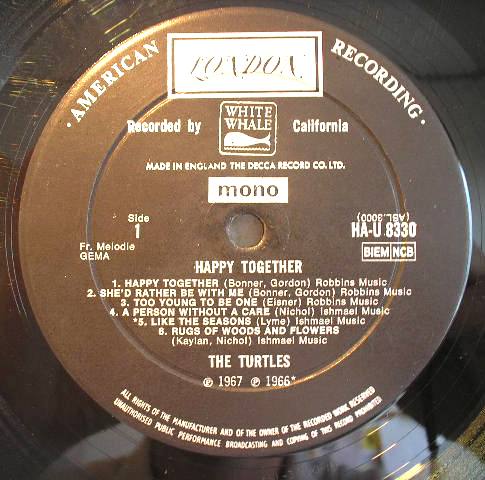 · AMERICAN RECORDING ·
LONDON
Recorded by WHITE WHALE California
MADE IN ENGLAND THE DECCA RECORD CO. LTD.
mono
Side
1
(ASL.8000)
HA-U 8330
Fr. Melodie
GEMA
BIEM NCB
HAPPY TOGETHER
1. HAPPY TOGETHER (Bonner, Gordon) Robbins Music
2. SHE'D RATHER BE WITH ME (Bonner, Gordon) Robbins Music
3. TOO YOUNG TO BE ONE (Eisner) Robbins Music
4. A PERSON WITHOUT A CARE (Nichol) Ishmael Music
*5. LIKE THE SEASONS (Lyme) Ishmael Music
6. RUGS OF WOODS AND FLOWERS
(Kaylan, Nichol) Ishmael Music
THE TURTLES
℗ 1967 ℗ 1966*
ALL RIGHTS OF THE MANUFACTURER AND OF THE OWNER OF THE RECORDED WORK RESERVED
UNAUTHORISED PUBLIC PERFORMANCE BROADCASTING AND COPYING OF THIS RECORD PROHIBITED